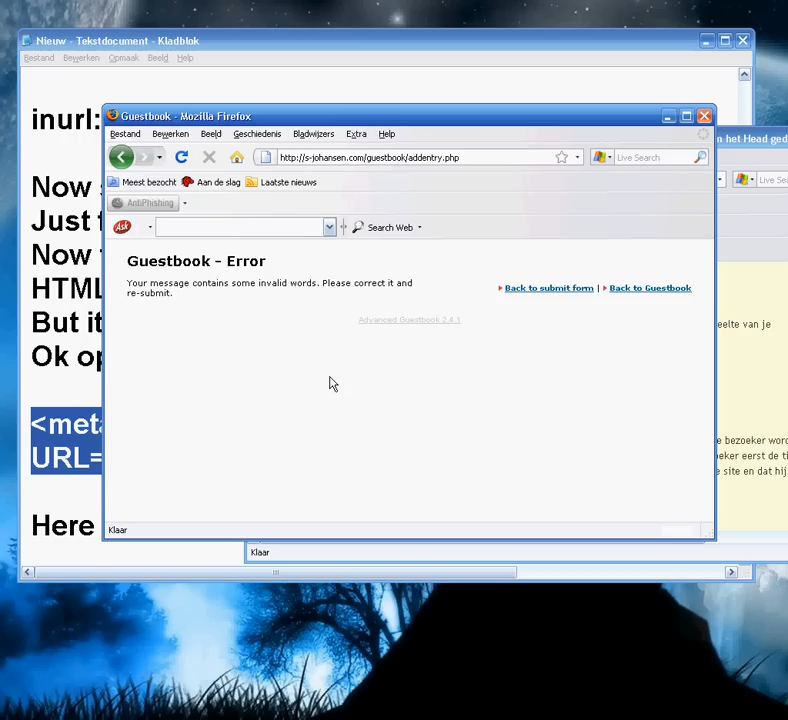 Nieuw - Tekstdocument - Kladblok
Bestand Bewerken Opmaak Beeld Help
inurl:
Now
Just
Now
HTML
But it
Ok op
<meta
URL=
Here
Guestbook - Mozilla Firefox
Bestand Bewerken Beeld Geschiedenis Bladwijzers Extra Help
http://s-johansen.com/guestbook/addentry.php
Live Search
Meest bezocht Aan de slag Laatste nieuws
AntiPhishing
Ask Search Web
Guestbook - Error
Your message contains some invalid words. Please correct it and
re-submit.
Back to submit form | Back to Guestbook
Advanced Guestbook 2.4.1
Klaar
n het Head ged
Live Sea
eelte van je
e bezoeker word
eker eerst de ti
e site en dat hij
Klaar